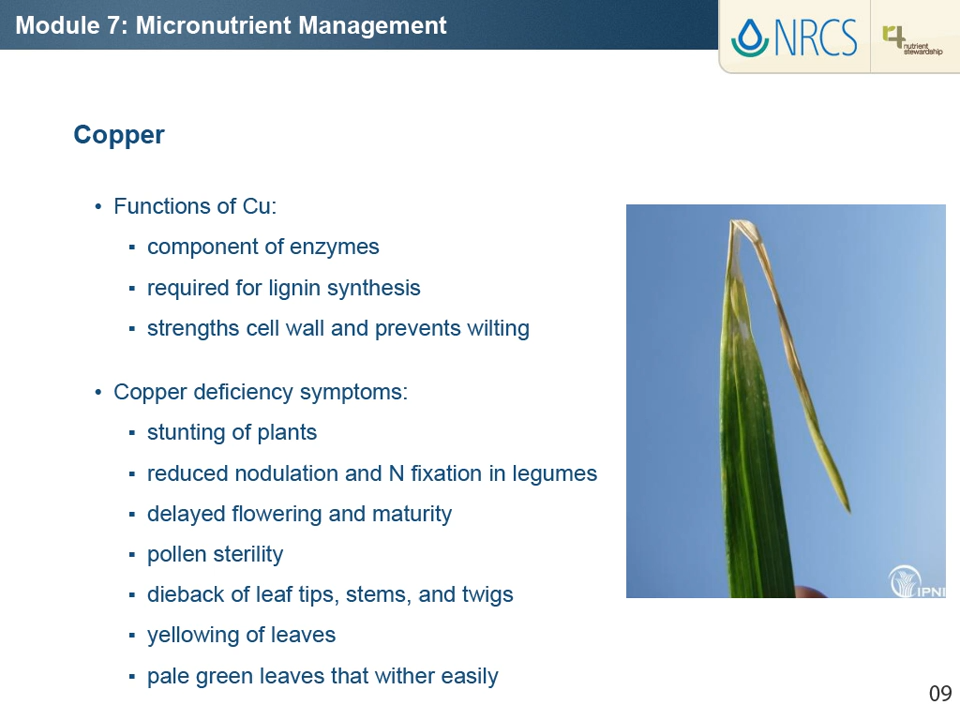 Module 7: Micronutrient Management
NRCS
r4 nutrient
stewardship
Copper
• Functions of Cu:
▪ component of enzymes
▪ required for lignin synthesis
▪ strengths cell wall and prevents wilting
• Copper deficiency symptoms:
▪ stunting of plants
▪ reduced nodulation and N fixation in legumes
▪ delayed flowering and maturity
▪ pollen sterility
▪ dieback of leaf tips, stems, and twigs
▪ yellowing of leaves
▪ pale green leaves that wither easily
IPNI
09